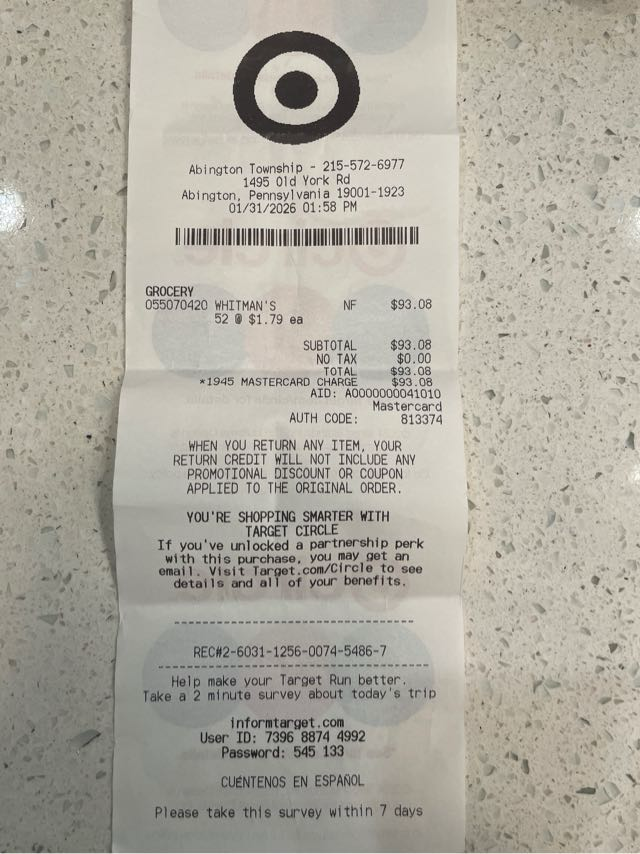 Abington Township - 215-572-6977
1495 Old York Rd
Abington, Pennsylvania 19001-1923
01/31/2026 01:58 PM
GROCERY
055070420 WHITMAN'S NF $93.08
52 @ $1.79 ea
SUBTOTAL $93.08
NO TAX $0.00
TOTAL $93.08
*1945 MASTERCARD CHARGE $93.08
AID: A0000000041010
Mastercard
AUTH CODE: 813374
WHEN YOU RETURN ANY ITEM, YOUR
RETURN CREDIT WILL NOT INCLUDE ANY
PROMOTIONAL DISCOUNT OR COUPON
APPLIED TO THE ORIGINAL ORDER.
YOU'RE SHOPPING SMARTER WITH
TARGET CIRCLE
If you've unlocked a partnership perk
with this purchase, you may get an
email. Visit Target.com/Circle to see
details and all of your benefits.
REC#2-6031-1256-0074-5486-7
Help make your Target Run better.
Take a 2 minute survey about today's trip
informtarget.com
User ID: 7396 8874 4992
Password: 545 133
CUÉNTENOS EN ESPAÑOL
Please take this survey within 7 days